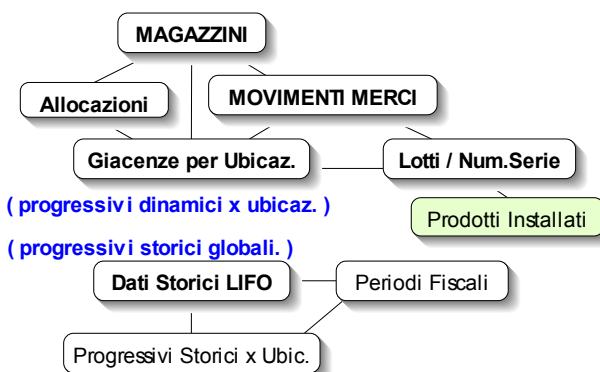 MAGAZZINI
Allocazioni
MOVIMENTI MERCI
Giacenze per Ubicaz.
Lotti / Num.Serie
( progressivi dinamici x ubicaz. )
Prodotti Installati
( progressivi storici globali. )
Dati Storici LIFO
Periodi Fiscali
Progressivi Storici x Ubic.